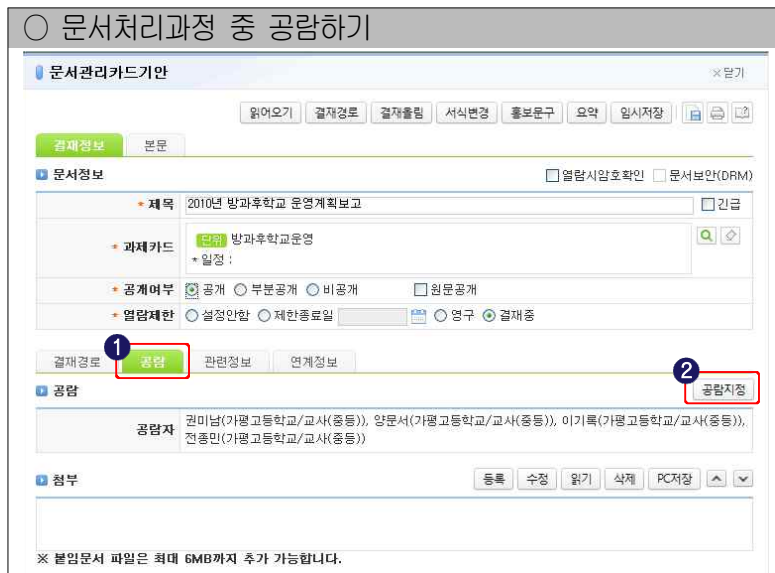 ○ 문서처리과정 중 공람하기
문서관리카드기안 ×닫기
읽어오기 결재경로 결재올림 서식변경 홍보문구 요약 임시저장
결재정보 본문
문서정보 열람시암호확인 문서보안(DRM)
* 제목 2010년 방과후학교 운영계획보고 긴급
* 과제카드 단위 방과후학교운영
* 일정 :
* 공개여부 공개 부분공개 비공개 원문공개
* 열람제한 설정안함 제한종료일 영구 결재중
1 2
결재경로 공람 관련정보 연계정보
공람 공람지정
공람자 권미남(가평고등학교/교사(중등)), 양문서(가평고등학교/교사(중등)), 이기록(가평고등학교/교사(중등)),
전종민(가평고등학교/교사(중등))
첨부 등록 수정 읽기 삭제 PC저장
※ 붙임문서 파일은 최대 6MB까지 추가 가능합니다.